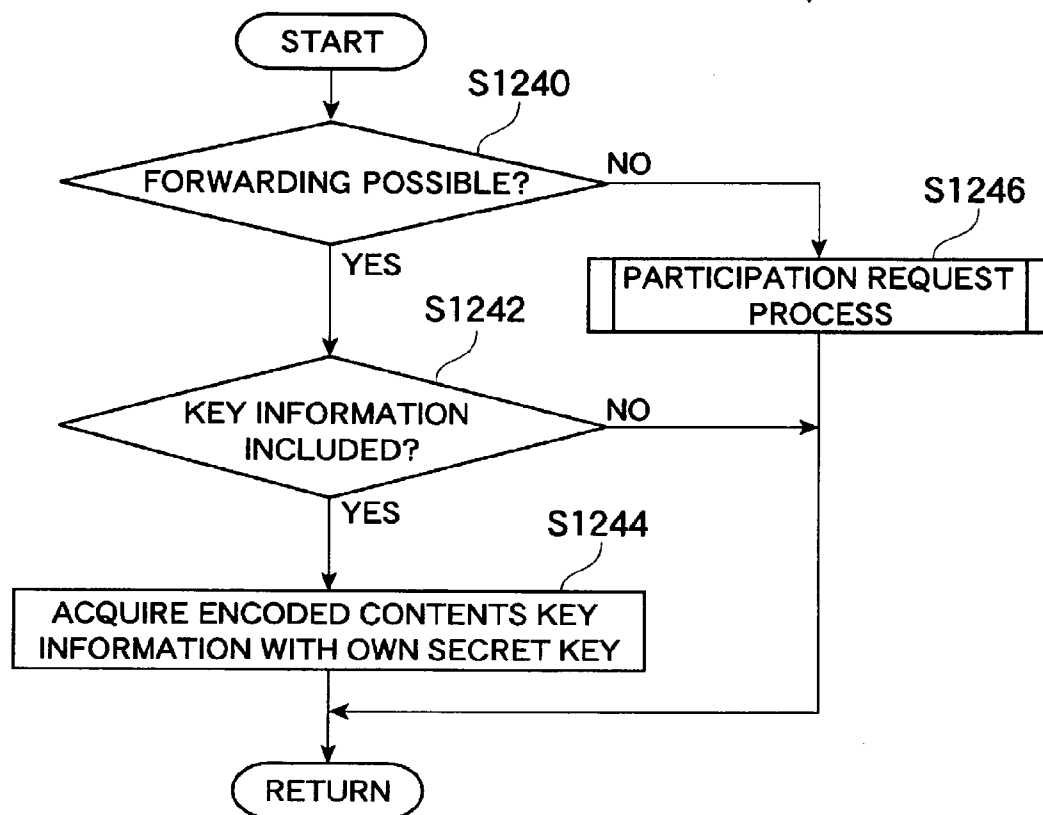 START
S1240
FORWARDING POSSIBLE?
NO
S1246
YES
PARTICIPATION REQUEST
PROCESS
S1242
KEY INFORMATION
INCLUDED?
NO
YES
S1244
ACQUIRE ENCODED CONTENTS KEY
INFORMATION WITH OWN SECRET KEY
RETURN